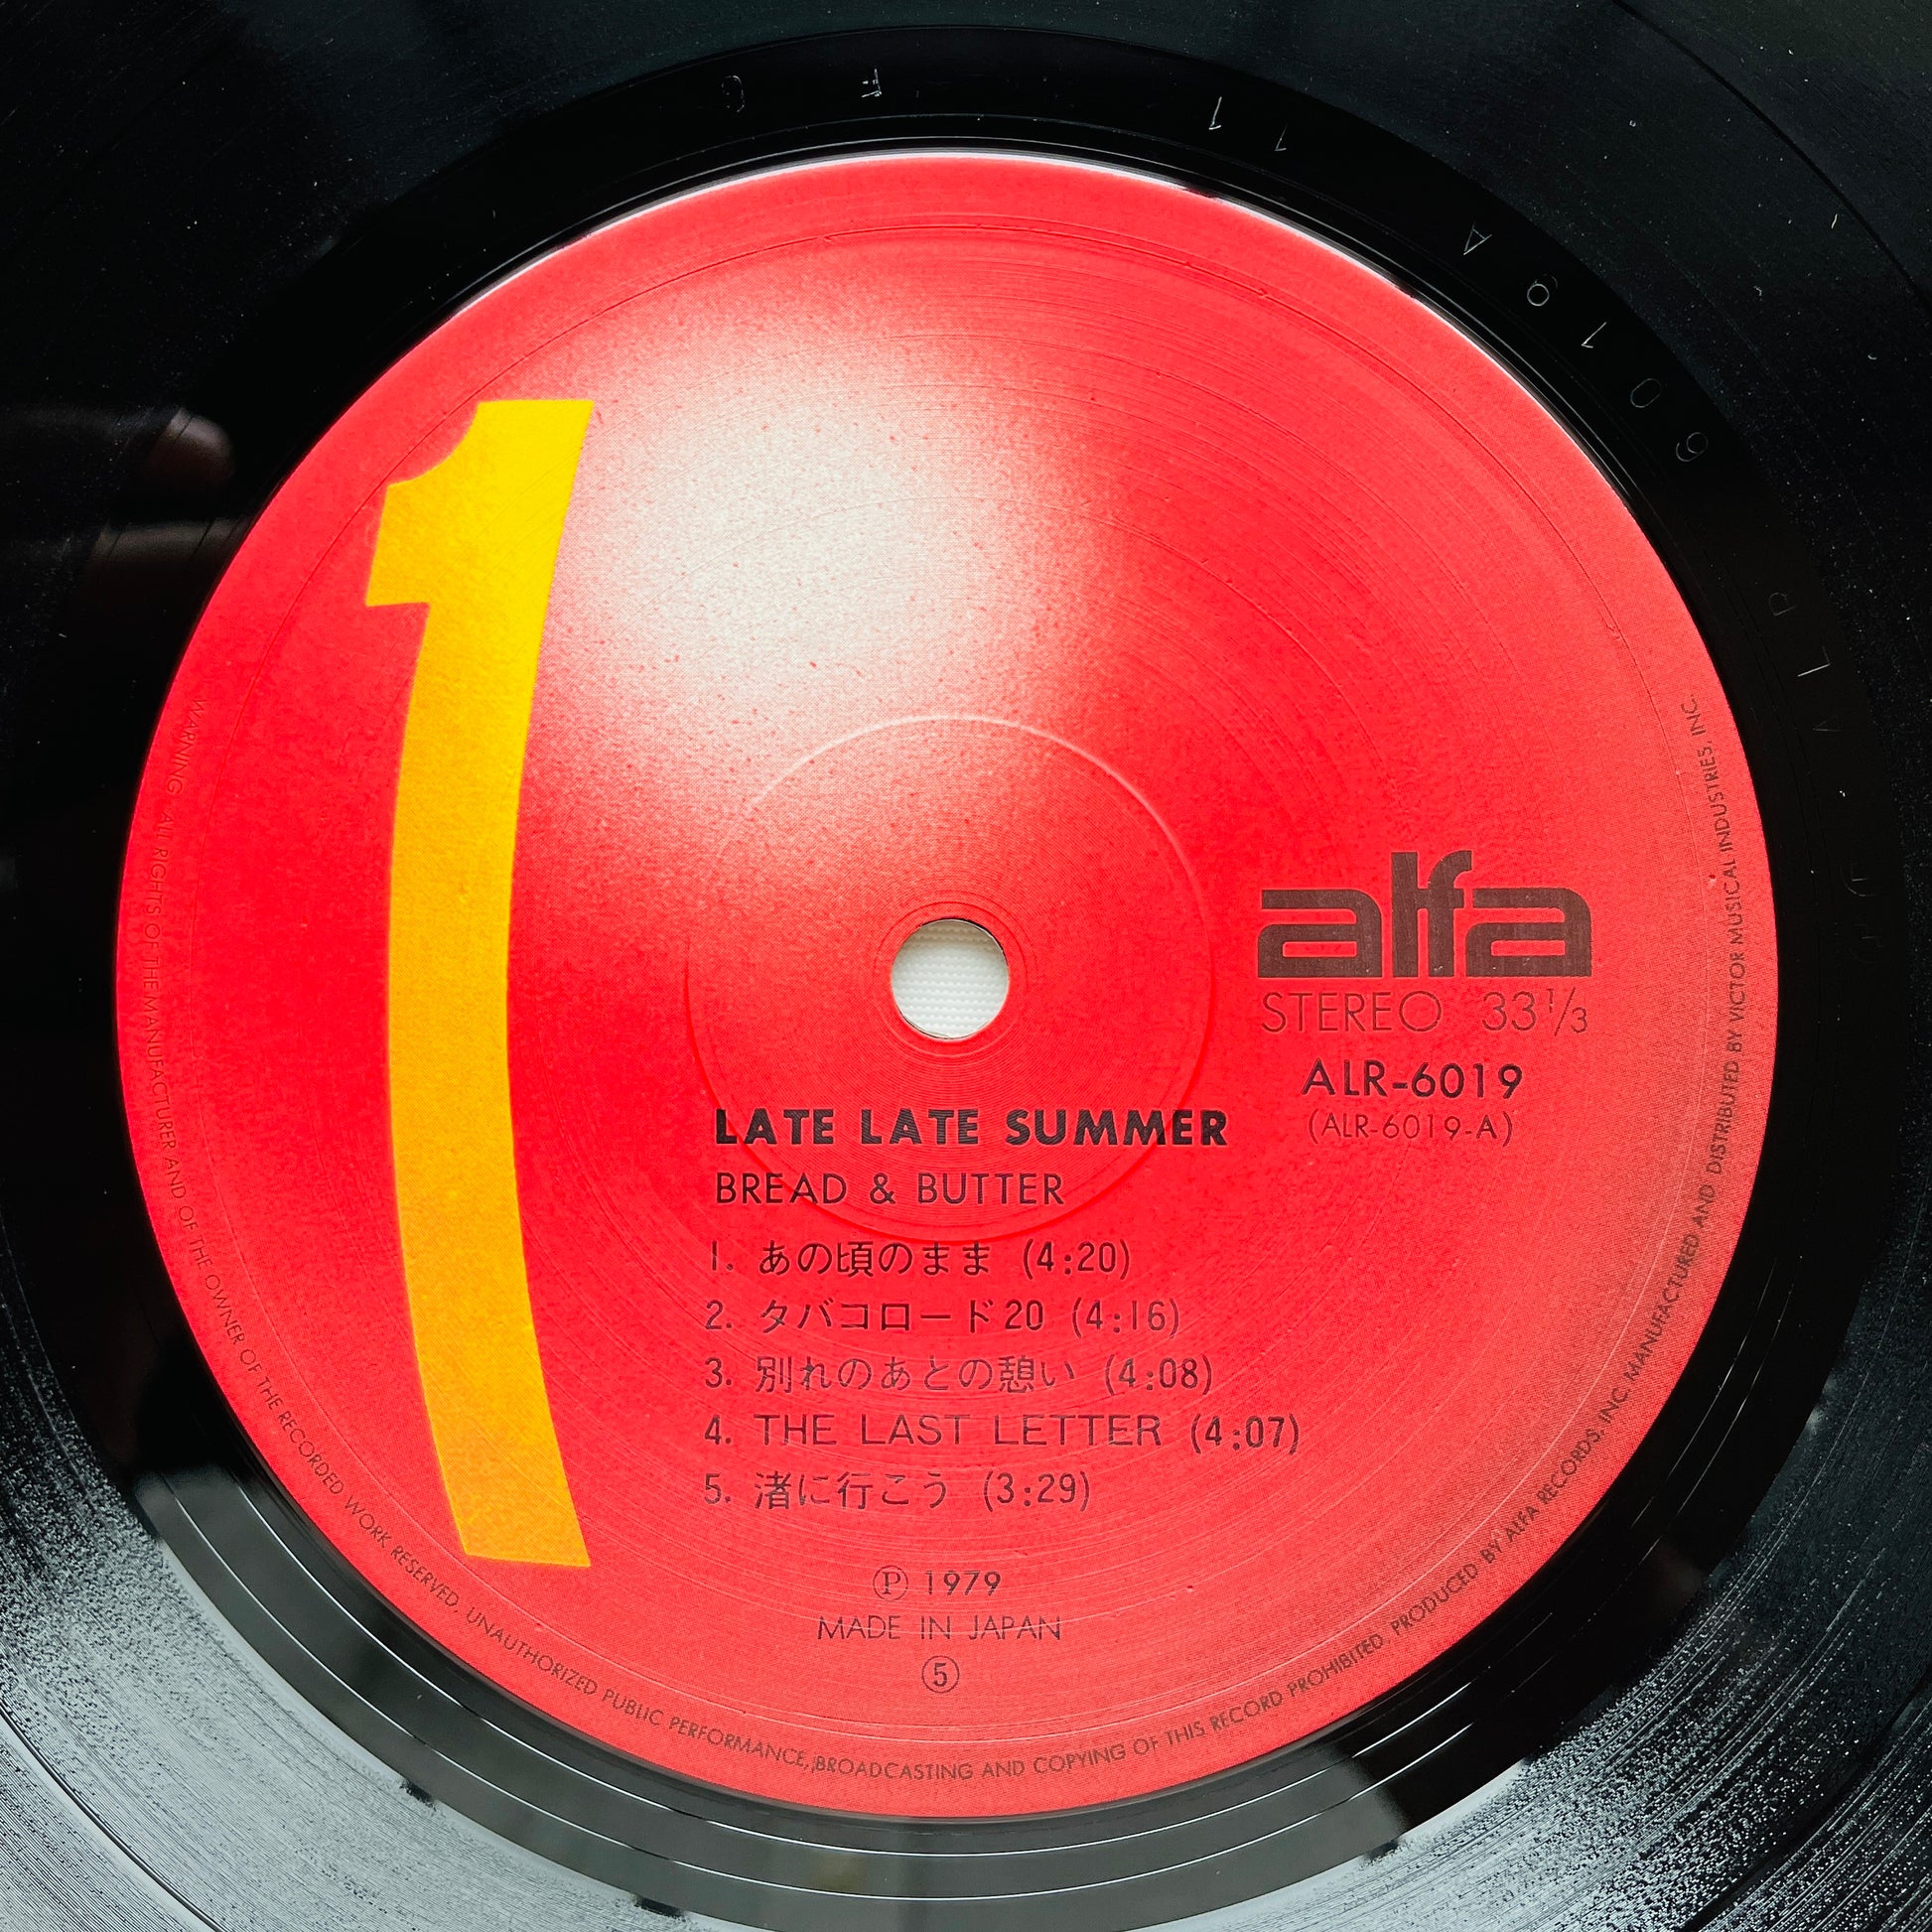 1
alfa
STEREO 33 1/3
ALR-6019
(ALR-6019-A)
LATE LATE SUMMER
BREAD & BUTTER
1. あの頃のまま (4:20)
2. タバコロード20 (4:16)
3. 別れのあとの憩い (4:08)
4. THE LAST LETTER (4:07)
5. 渚に行こう (3:29)
Ⓟ 1979
MADE IN JAPAN
⑤
WARNING: ALL RIGHTS OF THE MANUFACTURER AND OF THE OWNER OF THE RECORDED WORK RESERVED. UNAUTHORIZED PUBLIC PERFORMANCE, BROADCASTING AND COPYING OF THIS RECORD PROHIBITED. PRODUCED BY ALFA RECORDS, INC. MANUFACTURED AND DISTRIBUTED BY VICTOR MUSICAL INDUSTRIES, INC.
6019A